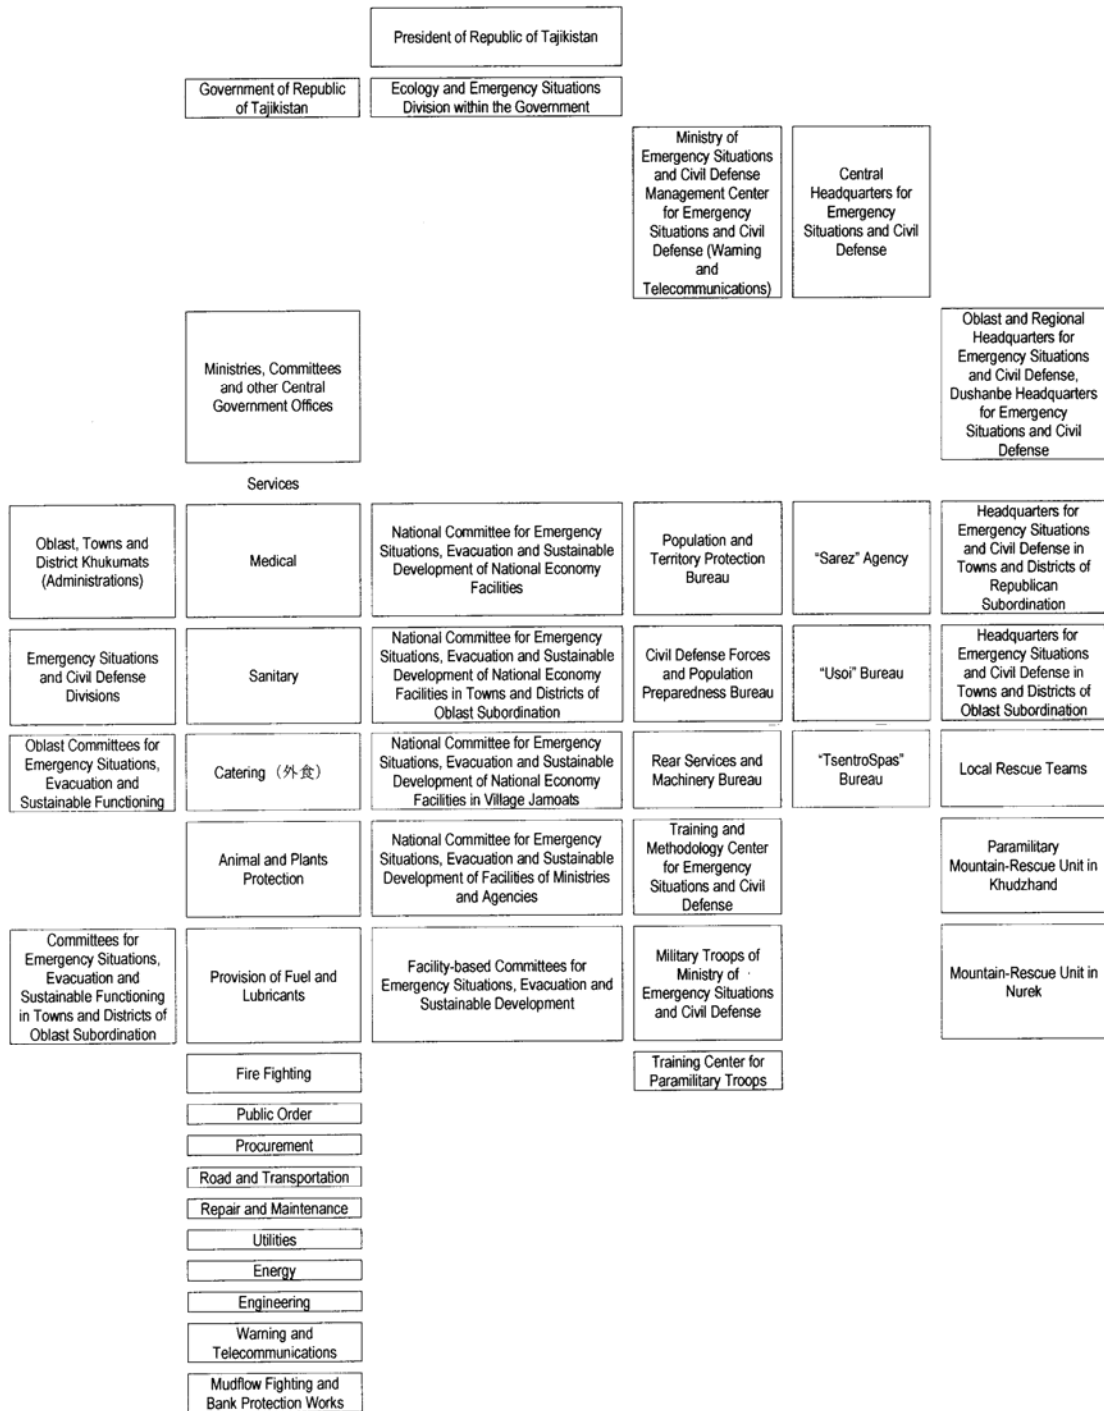 President of Republic of Tajikistan
Government of Republic
of Tajikistan
Ecology and Emergency Situations
Division within the Government
Ministry of
Emergency Situations
and Civil Defense
Management Center
for Emergency
Situations and Civil
Defense (Warning
and
Telecommunications)
Central
Headquarters for
Emergency
Situations and Civil
Defense
Ministries, Committees
and other Central
Government Offices
Oblast and Regional
Headquarters for
Emergency Situations
and Civil Defense,
Dushanbe Headquarters
for Emergency
Situations and Civil
Defense
Services
Oblast, Towns and
District Khukumats
(Administrations)
Medical
National Committee for Emergency
Situations, Evacuation and Sustainable
Development of National Economy
Facilities
Population and
Territory Protection
Bureau
"Sarez" Agency
Headquarters for
Emergency Situations
and Civil Defense in
Towns and Districts of
Republican
Subordination
Emergency Situations
and Civil Defense
Divisions
Sanitary
National Committee for Emergency
Situations, Evacuation and Sustainable
Development of National Economy
Facilities in Towns and Districts of
Oblast Subordination
Civil Defense Forces
and Population
Preparedness Bureau
"Usoi" Bureau
Headquarters for
Emergency Situations
and Civil Defense in
Towns and Districts of
Oblast Subordination
Oblast Committees for
Emergency Situations,
Evacuation and
Sustainable Functioning
Catering（外食）
National Committee for Emergency
Situations, Evacuation and Sustainable
Development of National Economy
Facilities in Village Jamoats
Rear Services and
Machinery Bureau
"TsentroSpas"
Bureau
Local Rescue Teams
Animal and Plants
Protection
National Committee for Emergency
Situations, Evacuation and Sustainable
Development of Facilities of Ministries
and Agencies
Training and
Methodology Center
for Emergency
Situations and Civil
Defense
Paramilitary
Mountain-Rescue Unit in
Khudzhand
Committees for
Emergency Situations,
Evacuation and
Sustainable Functioning
in Towns and Districts of
Oblast Subordination
Provision of Fuel and
Lubricants
Facility-based Committees for
Emergency Situations, Evacuation and
Sustainable Development
Military Troops of
Ministry of
Emergency Situations
and Civil Defense
Mountain-Rescue Unit in
Nurek
Fire Fighting
Training Center for
Paramilitary Troops
Public Order
Procurement
Road and Transportation
Repair and Maintenance
Utilities
Energy
Engineering
Warning and
Telecommunications
Mudflow Fighting and
Bank Protection Works